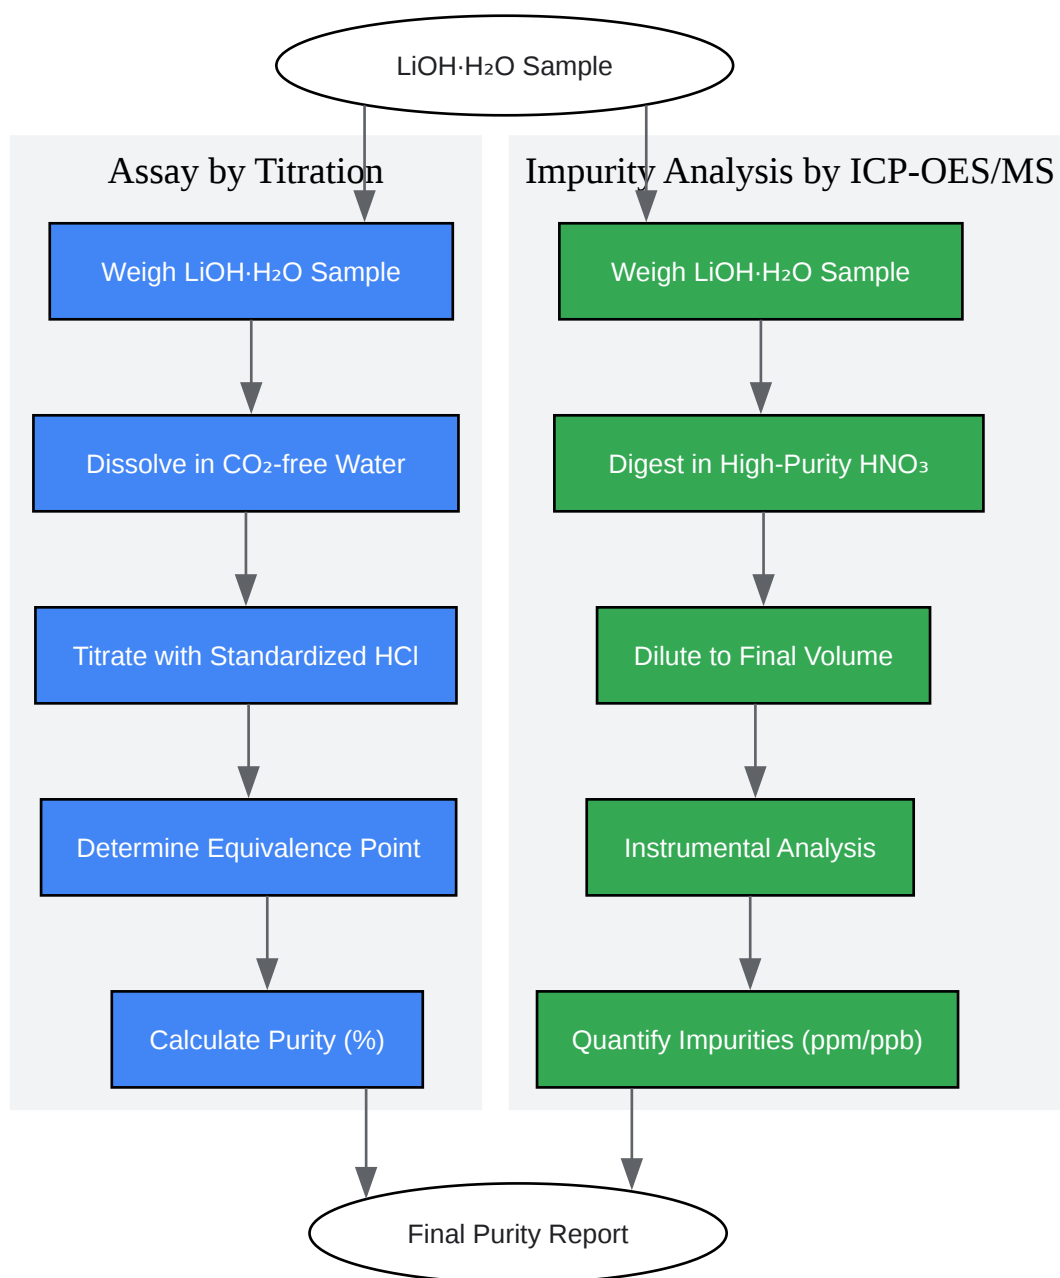 LiOH·H₂O Sample
Assay by Titration
Weigh LiOH·H₂O Sample
Dissolve in CO₂-free Water
Titrate with Standardized HCl
Determine Equivalence Point
Calculate Purity (%)
Impurity Analysis by ICP-OES/MS
Weigh LiOH·H₂O Sample
Digest in High-Purity HNO₃
Dilute to Final Volume
Instrumental Analysis
Quantify Impurities (ppm/ppb)
Final Purity Report